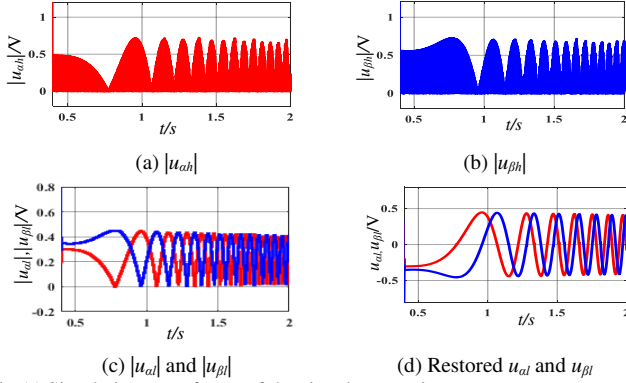 1
0.5
0
|uαh|/V
0.5 1 1.5 2
t/s
(a) |uαh|
1
0.5
0
|uβh|/V
0.5 1 1.5 2
t/s
(b) |uβh|
0.8
0.6
0.4
0.2
0
-0.2
|uαl|,|uβl|/V
0.5 1 1.5 2
t/s
(c) |uαl| and |uβl|
0.5
0
-0.5
uαl,uβl/V
0.5 1 1.5 2
t/s
(d) Restored uαl and uβl